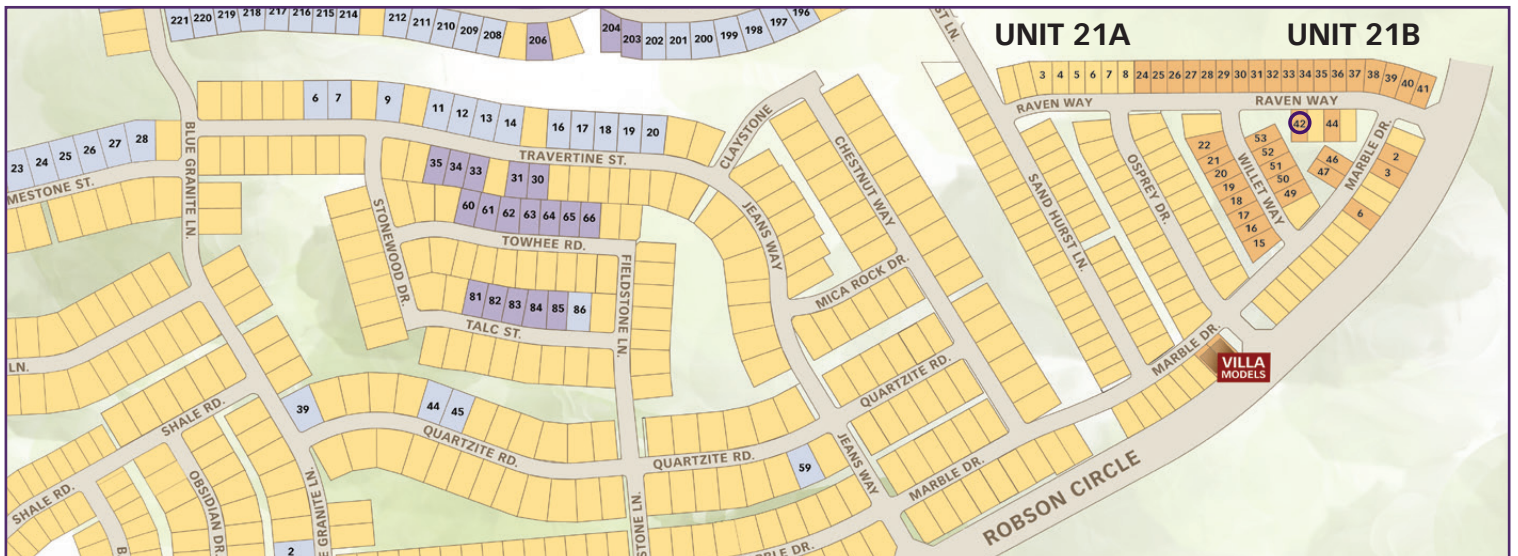 221 220 219 218 217 216 215 214 212 211 210 209 208 206 204 203 202 201 200 199 198 197 196
ST LN.
UNIT 21A
UNIT 21B
3 4 5 6 7 8 24 25 26 27 28 29 30 31 32 33 34 35 36 37 38 39 40 41
RAVEN WAY
RAVEN WAY
42 44
6 7 9 11 12 13 14 16 17 18 19 20
23 24 25 26 27 28
MESTONE ST.
BLUE GRANITE LN.
TRAVERTINE ST.
CLAYSTONE
CHESTNUT WAY
SAND HURST LN.
OSPREY DR.
WILLET WAY
MARBLE DR.
22 21 20 19 18 17 16 15
53 52 51 50 49
46
47
2
3
6
35 34 33 31 30
60 61 62 63 64 65 66
STONEWOOD DR.
TOWHEE RD.
JEANS WAY
FIELDSTONE LN.
MICA ROCK DR.
81 82 83 84 85 86
TALC ST.
LN.
MARBLE DR.
VILLA
MODELS
QUARTZITE RD.
39 44 45
SHALE RD.
QUARTZITE RD.
QUARTZITE RD.
59
JEANS WAY
MARBLE DR.
ROBSON CIRCLE
SHALE RD.
OBSIDIAN DR.
E GRANITE LN.
STONE LN.
2
B
BLE DR.